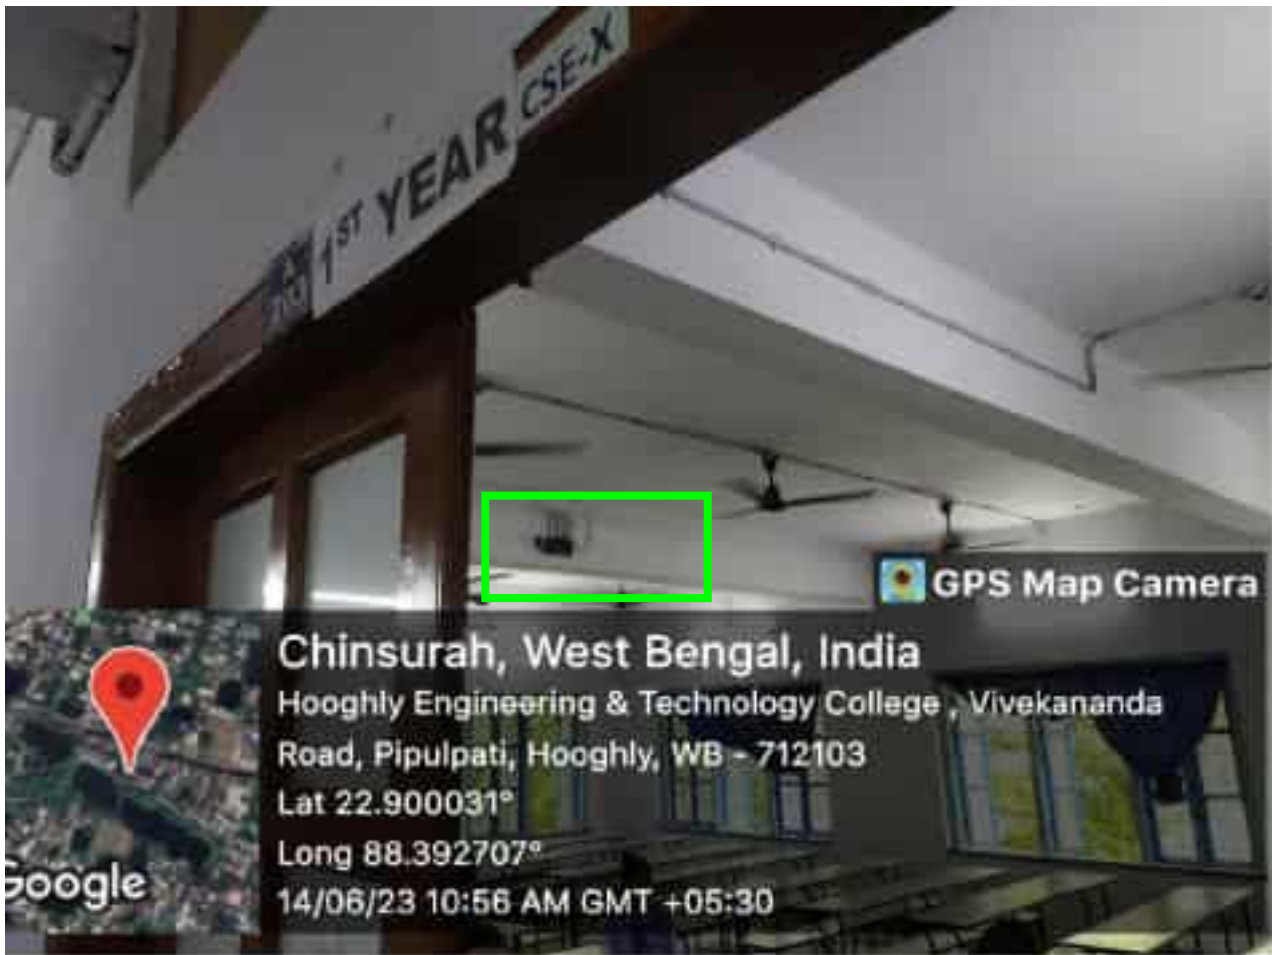 CSE-X
1ST YEAR
GPS Map Camera
Chinsurah, West Bengal, India
Hooghly Engineering & Technology College , Vivekananda
Road, Pipulpati, Hooghly, WB - 712103
Lat 22.900031°
Long 88.392707°
14/06/23 10:56 AM GMT +05:30
Google